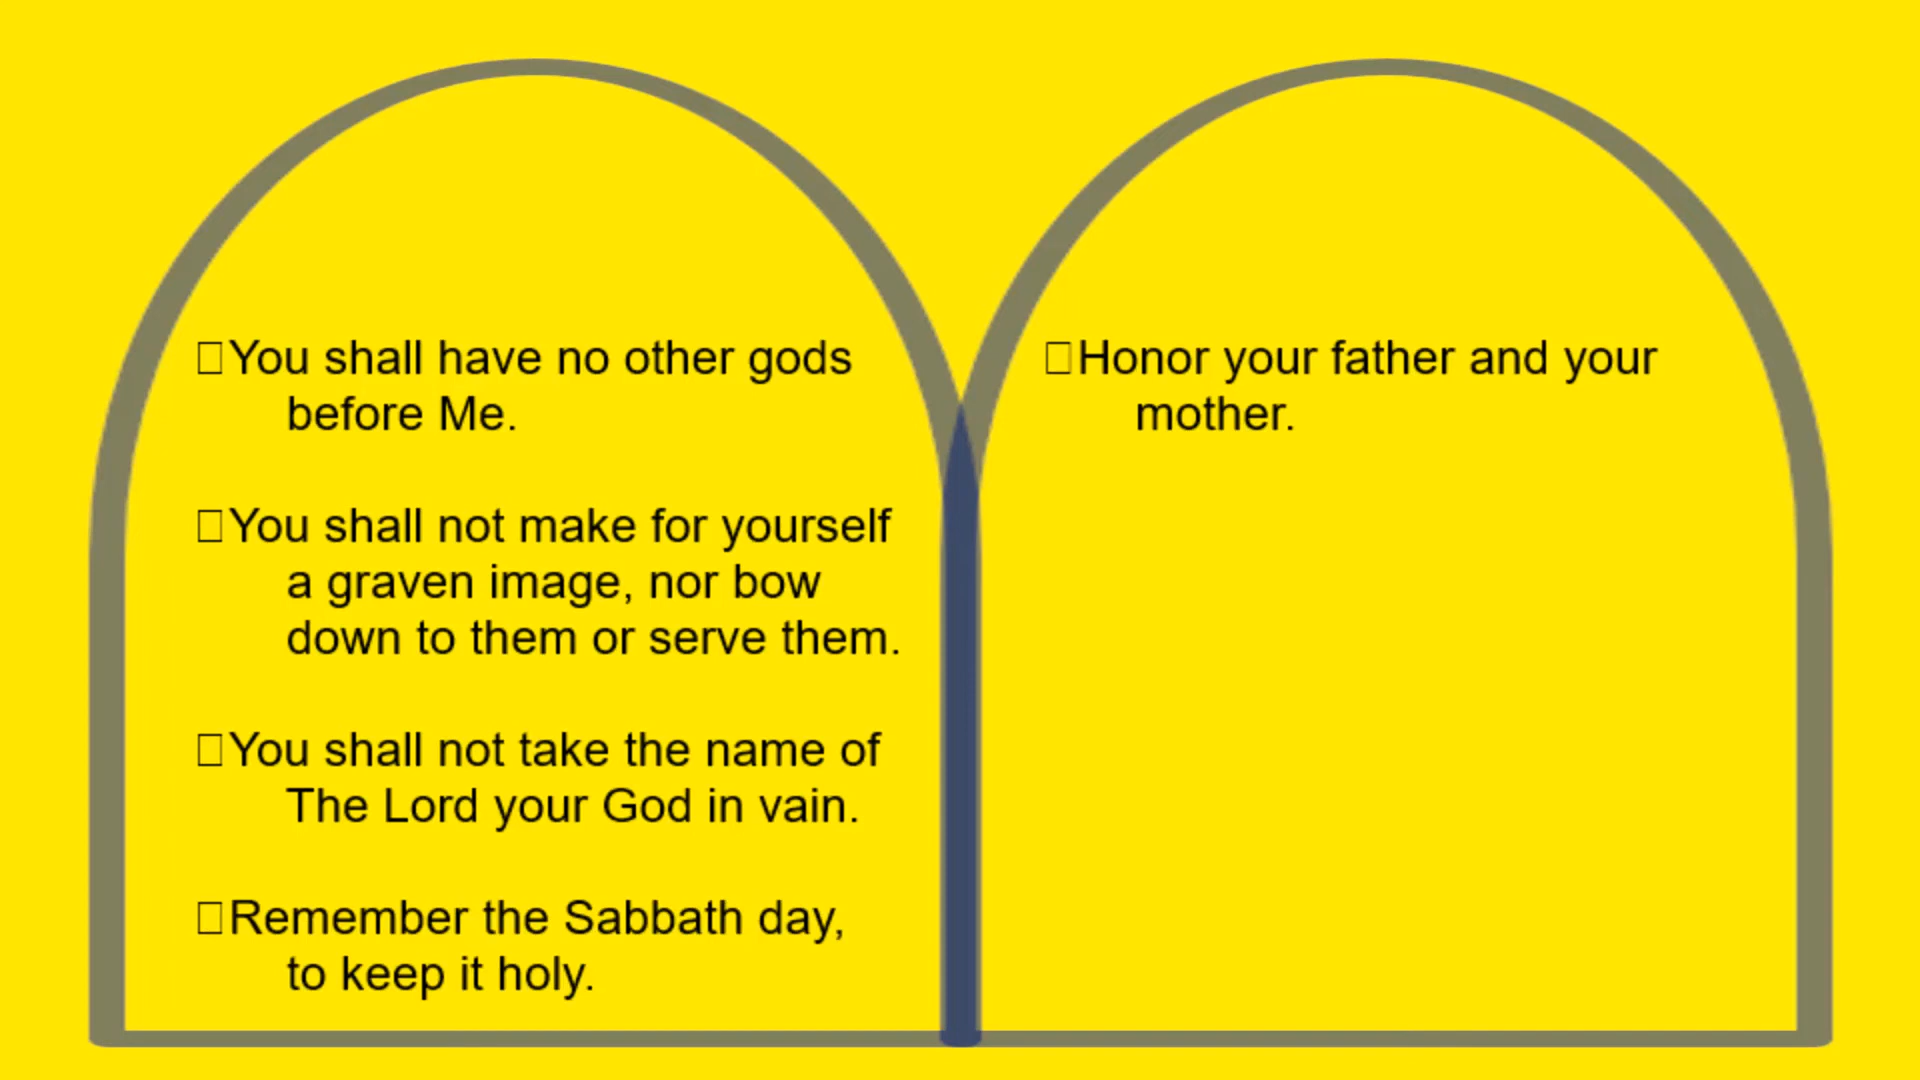 □You shall have no other gods
before Me.
□You shall not make for yourself
a graven image, nor bow
down to them or serve them.
□You shall not take the name of
The Lord your God in vain.
□Remember the Sabbath day,
to keep it holy.
□Honor your father and your
mother.